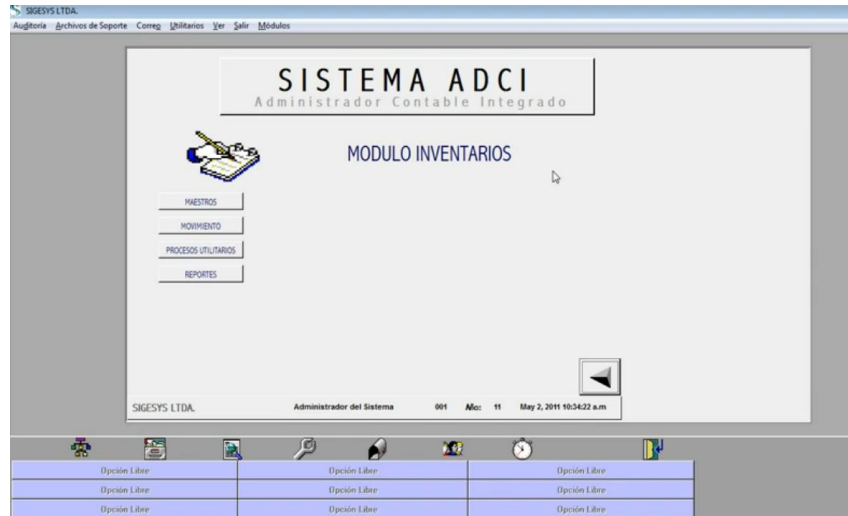 SIGESYS LTDA.
Augitoría Archivos de Soporte Correo Utilitarios Ver Salir Módulos
SISTEMA ADCI
Administrador Contable Integrado
MODULO INVENTARIOS
MAESTROS
MOVIMIENTO
PROCESOS UTILITARIOS
REPORTES
SIGESYS LTDA. Administrador del Sistema 001 Año: 11 May 2, 2011 10:34:22 a.m
Opción Libre Opción Libre Opción Libre
Opción Libre Opción Libre Opción Libre
Opción Libre Opción Libre Opción Libre